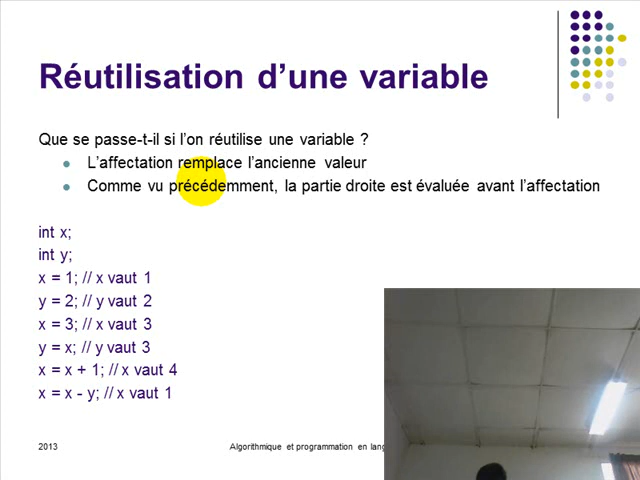 Réutilisation d’une variable
Que se passe-t-il si l’on réutilise une variable ?
L’affectation remplace l’ancienne valeur
Comme vu précédemment, la partie droite est évaluée avant l’affectation
int x;
int y;
x = 1; // x vaut 1
y = 2; // y vaut 2
x = 3; // x vaut 3
y = x; // y vaut 3
x = x + 1; // x vaut 4
x = x - y; // x vaut 1
2013
Algorithmique et programmation en lang